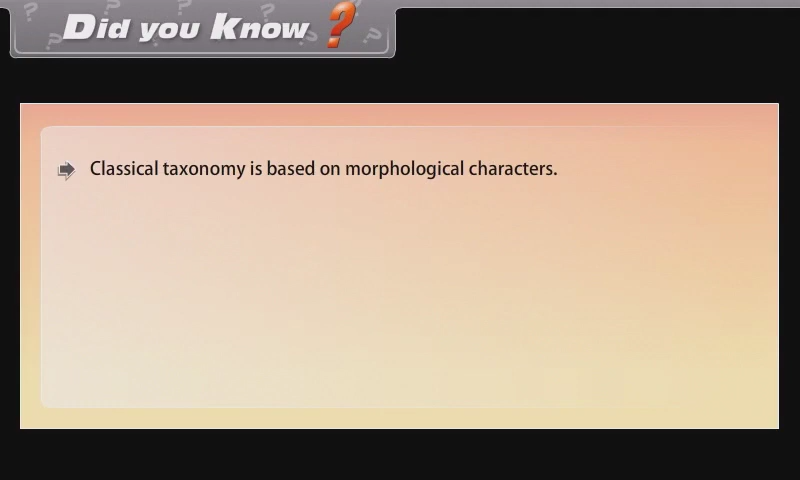 Did you Know ?
Classical taxonomy is based on morphological characters.